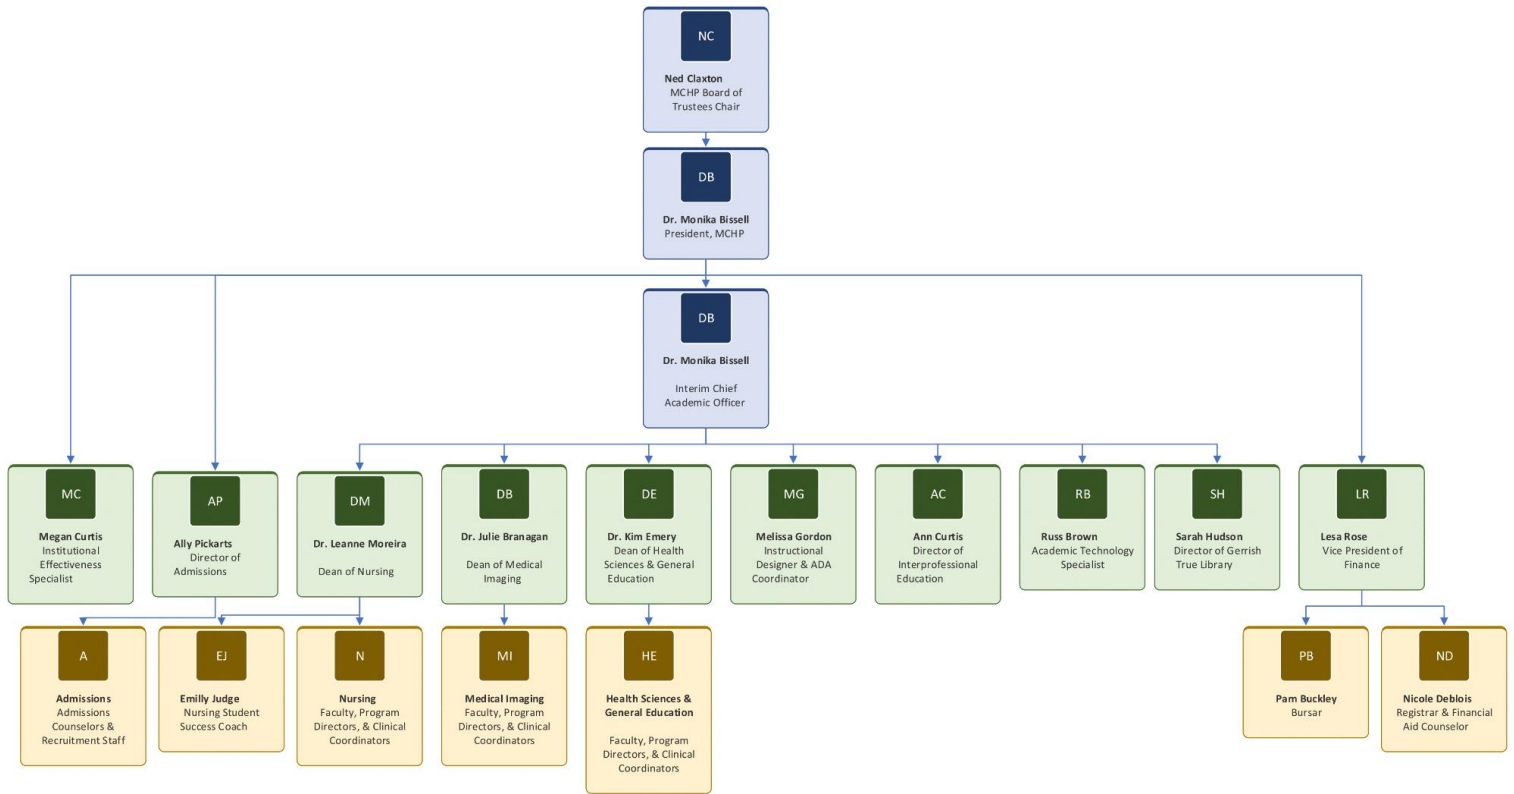 NC
Ned Claxton
MCHP Board of
Trustees Chair
DB
Dr. Monika Bissell
President, MCHP
DB
Dr. Monika Bissell
Interim Chief
Academic Officer
MC
Megan Curtis
Institutional
Effectiveness
Specialist
AP
Ally Pickarts
Director of
Admissions
DM
Dr. Leanne Moreira
Dean of Nursing
DB
Dr. Julie Branagan
Dean of Medical
Imaging
DE
Dr. Kim Emery
Dean of Health
Sciences & General
Education
MG
Melissa Gordon
Instructional
Designer & ADA
Coordinator
AC
Ann Curtis
Director of
Interprofessional
Education
RB
Russ Brown
Academic Technology
Specialist
SH
Sarah Hudson
Director of Gerrish
True Library
LR
Lesa Rose
Vice President of
Finance
A
Admissions
Admissions
Counselors &
Recruitment Staff
EJ
Emilly Judge
Nursing Student
Success Coach
N
Nursing
Faculty, Program
Directors, & Clinical
Coordinators
MI
Medical Imaging
Faculty, Program
Directors, & Clinical
Coordinators
HE
Health Sciences &
General Education
Faculty, Program
Directors, & Clinical
Coordinators
PB
Pam Buckley
Bursar
ND
Nicole Deblois
Registrar & Financial
Aid Counselor